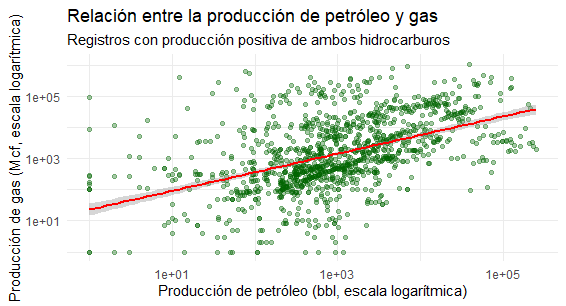 Relación entre la producción de petróleo y gas
Registros con producción positiva de ambos hidrocarburos
Producción de gas (Mcf, escala logarítmica)
1e+05
1e+03
1e+01
1e+01 1e+03 1e+05
Producción de petróleo (bbl, escala logarítmica)